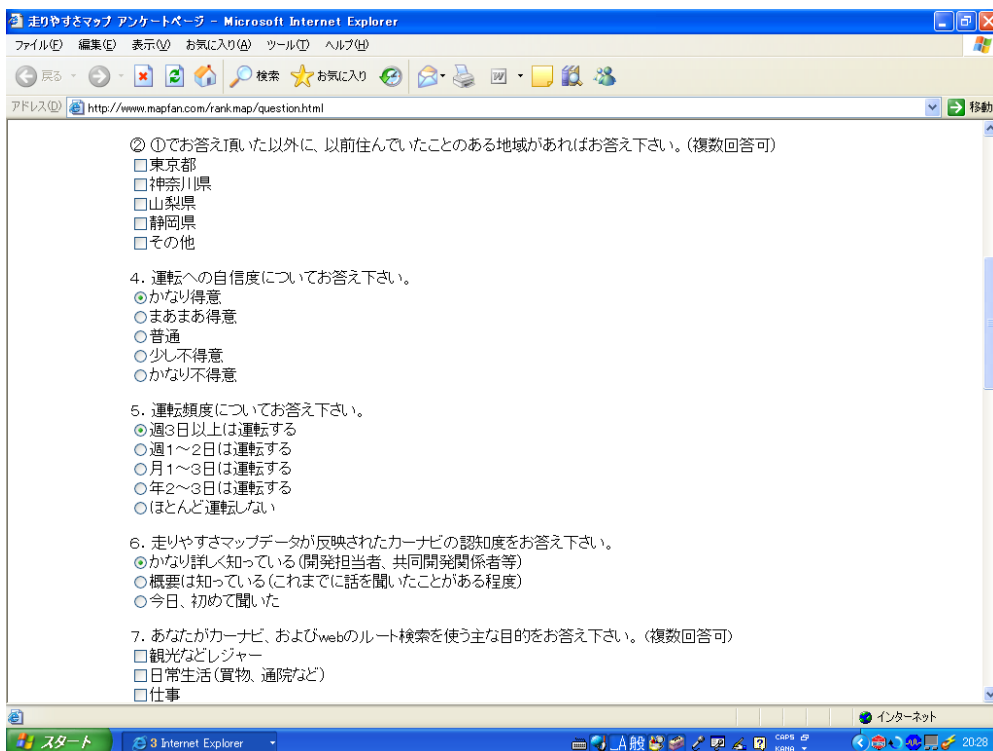 走りやすさマップ アンケートページ - Microsoft Internet Explorer
ファイル(F) 編集(E) 表示(V) お気に入り(A) ツール(T) ヘルプ(H)
戻る 検索 お気に入り
アドレス(D) http://www.mapfan.com/rankmap/question.html 移動
② ①でお答え頂いた以外に、以前住んでいたことのある地域があればお答え下さい。(複数回答可)
東京都
神奈川県
山梨県
静岡県
その他
4. 運転への自信度についてお答え下さい。
かなり得意
まあまあ得意
普通
少し不得意
かなり不得意
5. 運転頻度についてお答え下さい。
週3日以上は運転する
週1~2日は運転する
月1~3日は運転する
年2~3日は運転する
ほとんど運転しない
6. 走りやすさマップデータが反映されたカーナビの認知度をお答え下さい。
かなり詳しく知っている(開発担当者、共同開発関係者等)
概要は知っている(これまでに話を聞いたことがある程度)
今日、初めて聞いた
7. あなたがカーナビ、およびwebのルート検索を使う主な目的をお答え下さい。(複数回答可)
観光などレジャー
日常生活(買物、通院など)
仕事
インターネット
スタート 3 Internet Explorer A 般 CAPS KANA 20:28